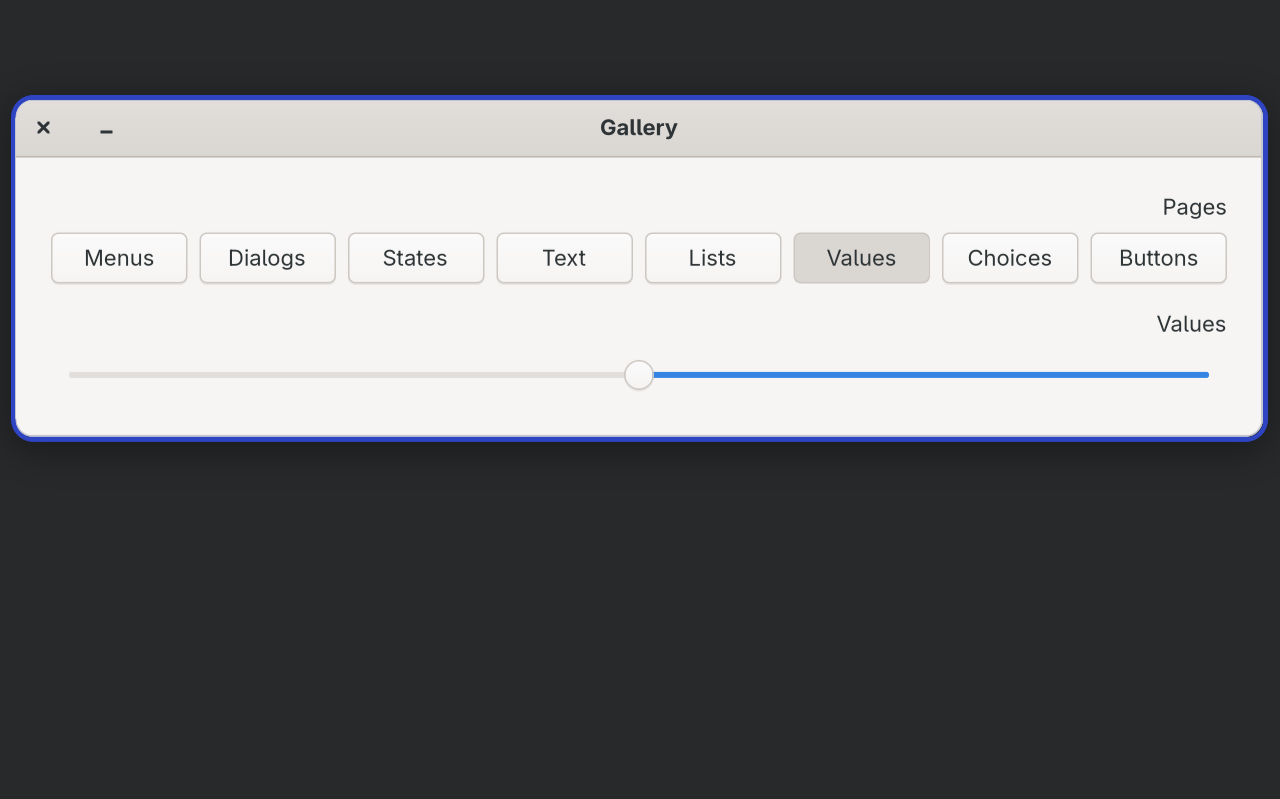 Gallery
Pages
Menus Dialogs States Text Lists Values Choices Buttons
Values